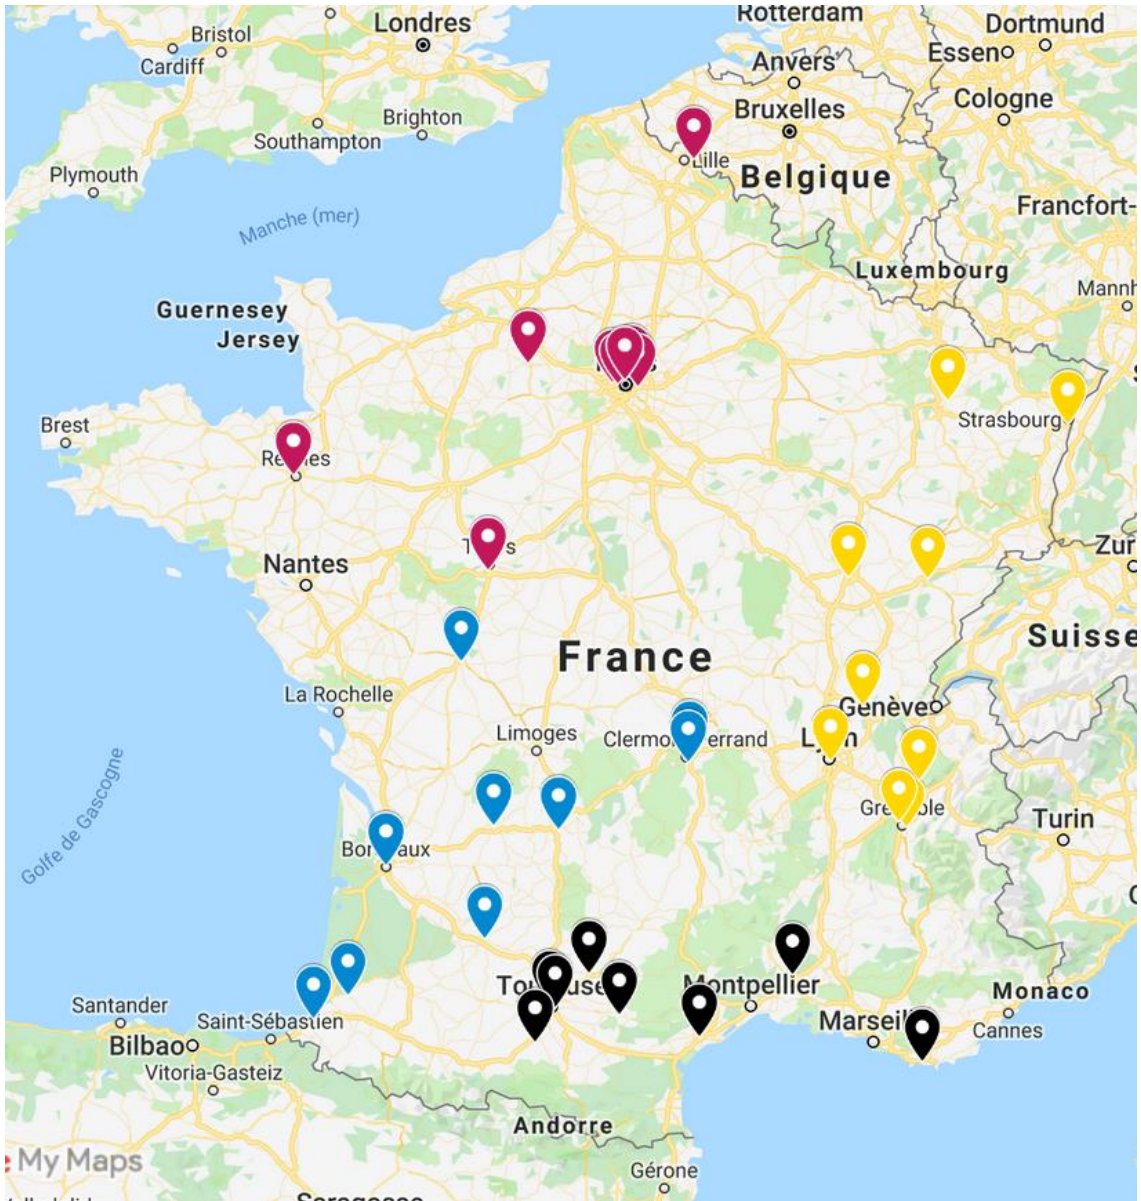 Londres
Rotterdam
Dortmund
Bristol
Essen
Cardiff
Anvers
Cologne
Brighton
Bruxelles
Southampton
Lille
Plymouth
Belgique
Francfort-
Manche (mer)
Luxembourg
Mannh
Guernesey
Jersey
Brest
Strasbourg
Nantes
Zur
France
Suisse
La Rochelle
Genève
Limoges
Golfe de Gascogne
Turin
Montpellier
Monaco
Santander
Saint-Sébastien
Cannes
Bilbao
Vitoria-Gasteiz
Andorre
My Maps
Gérone